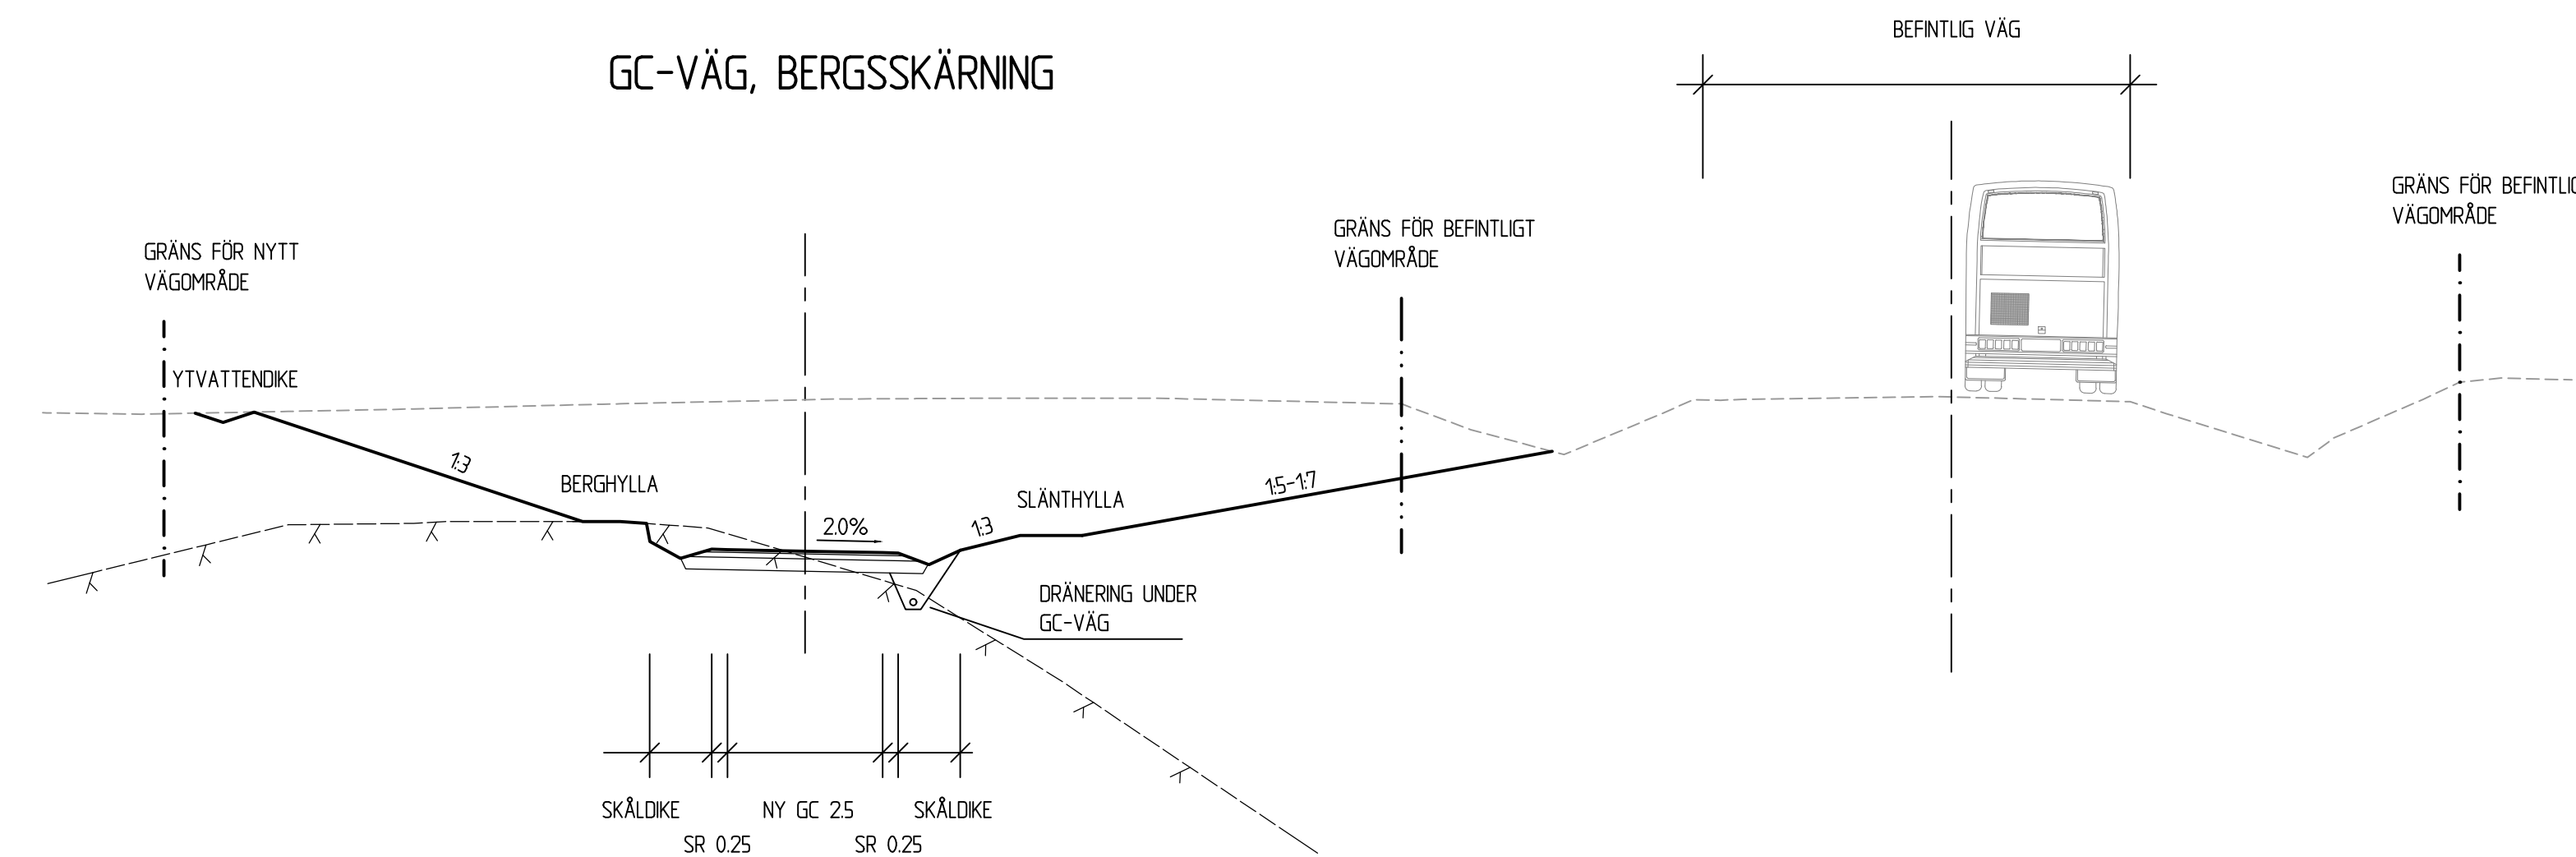 BEFINTLIG VÄG
GC-VÄG, BERGSSKÄRNING
GRÄNS FÖR BEFINTLIG
VÄGOMRÅDE
GRÄNS FÖR BEFINTLIGT
VÄGOMRÅDE
GRÄNS FÖR NYTT
VÄGOMRÅDE
YTVATTENDIKE
1:3
BERGHYLLA
2.0%
1:3
SLÄNTHYLLA
1:5-1:7
DRÄNERING UNDER
GC-VÄG
SKÅLDIKE
NY GC 2.5
SKÅLDIKE
SR 0.25
SR 0.25